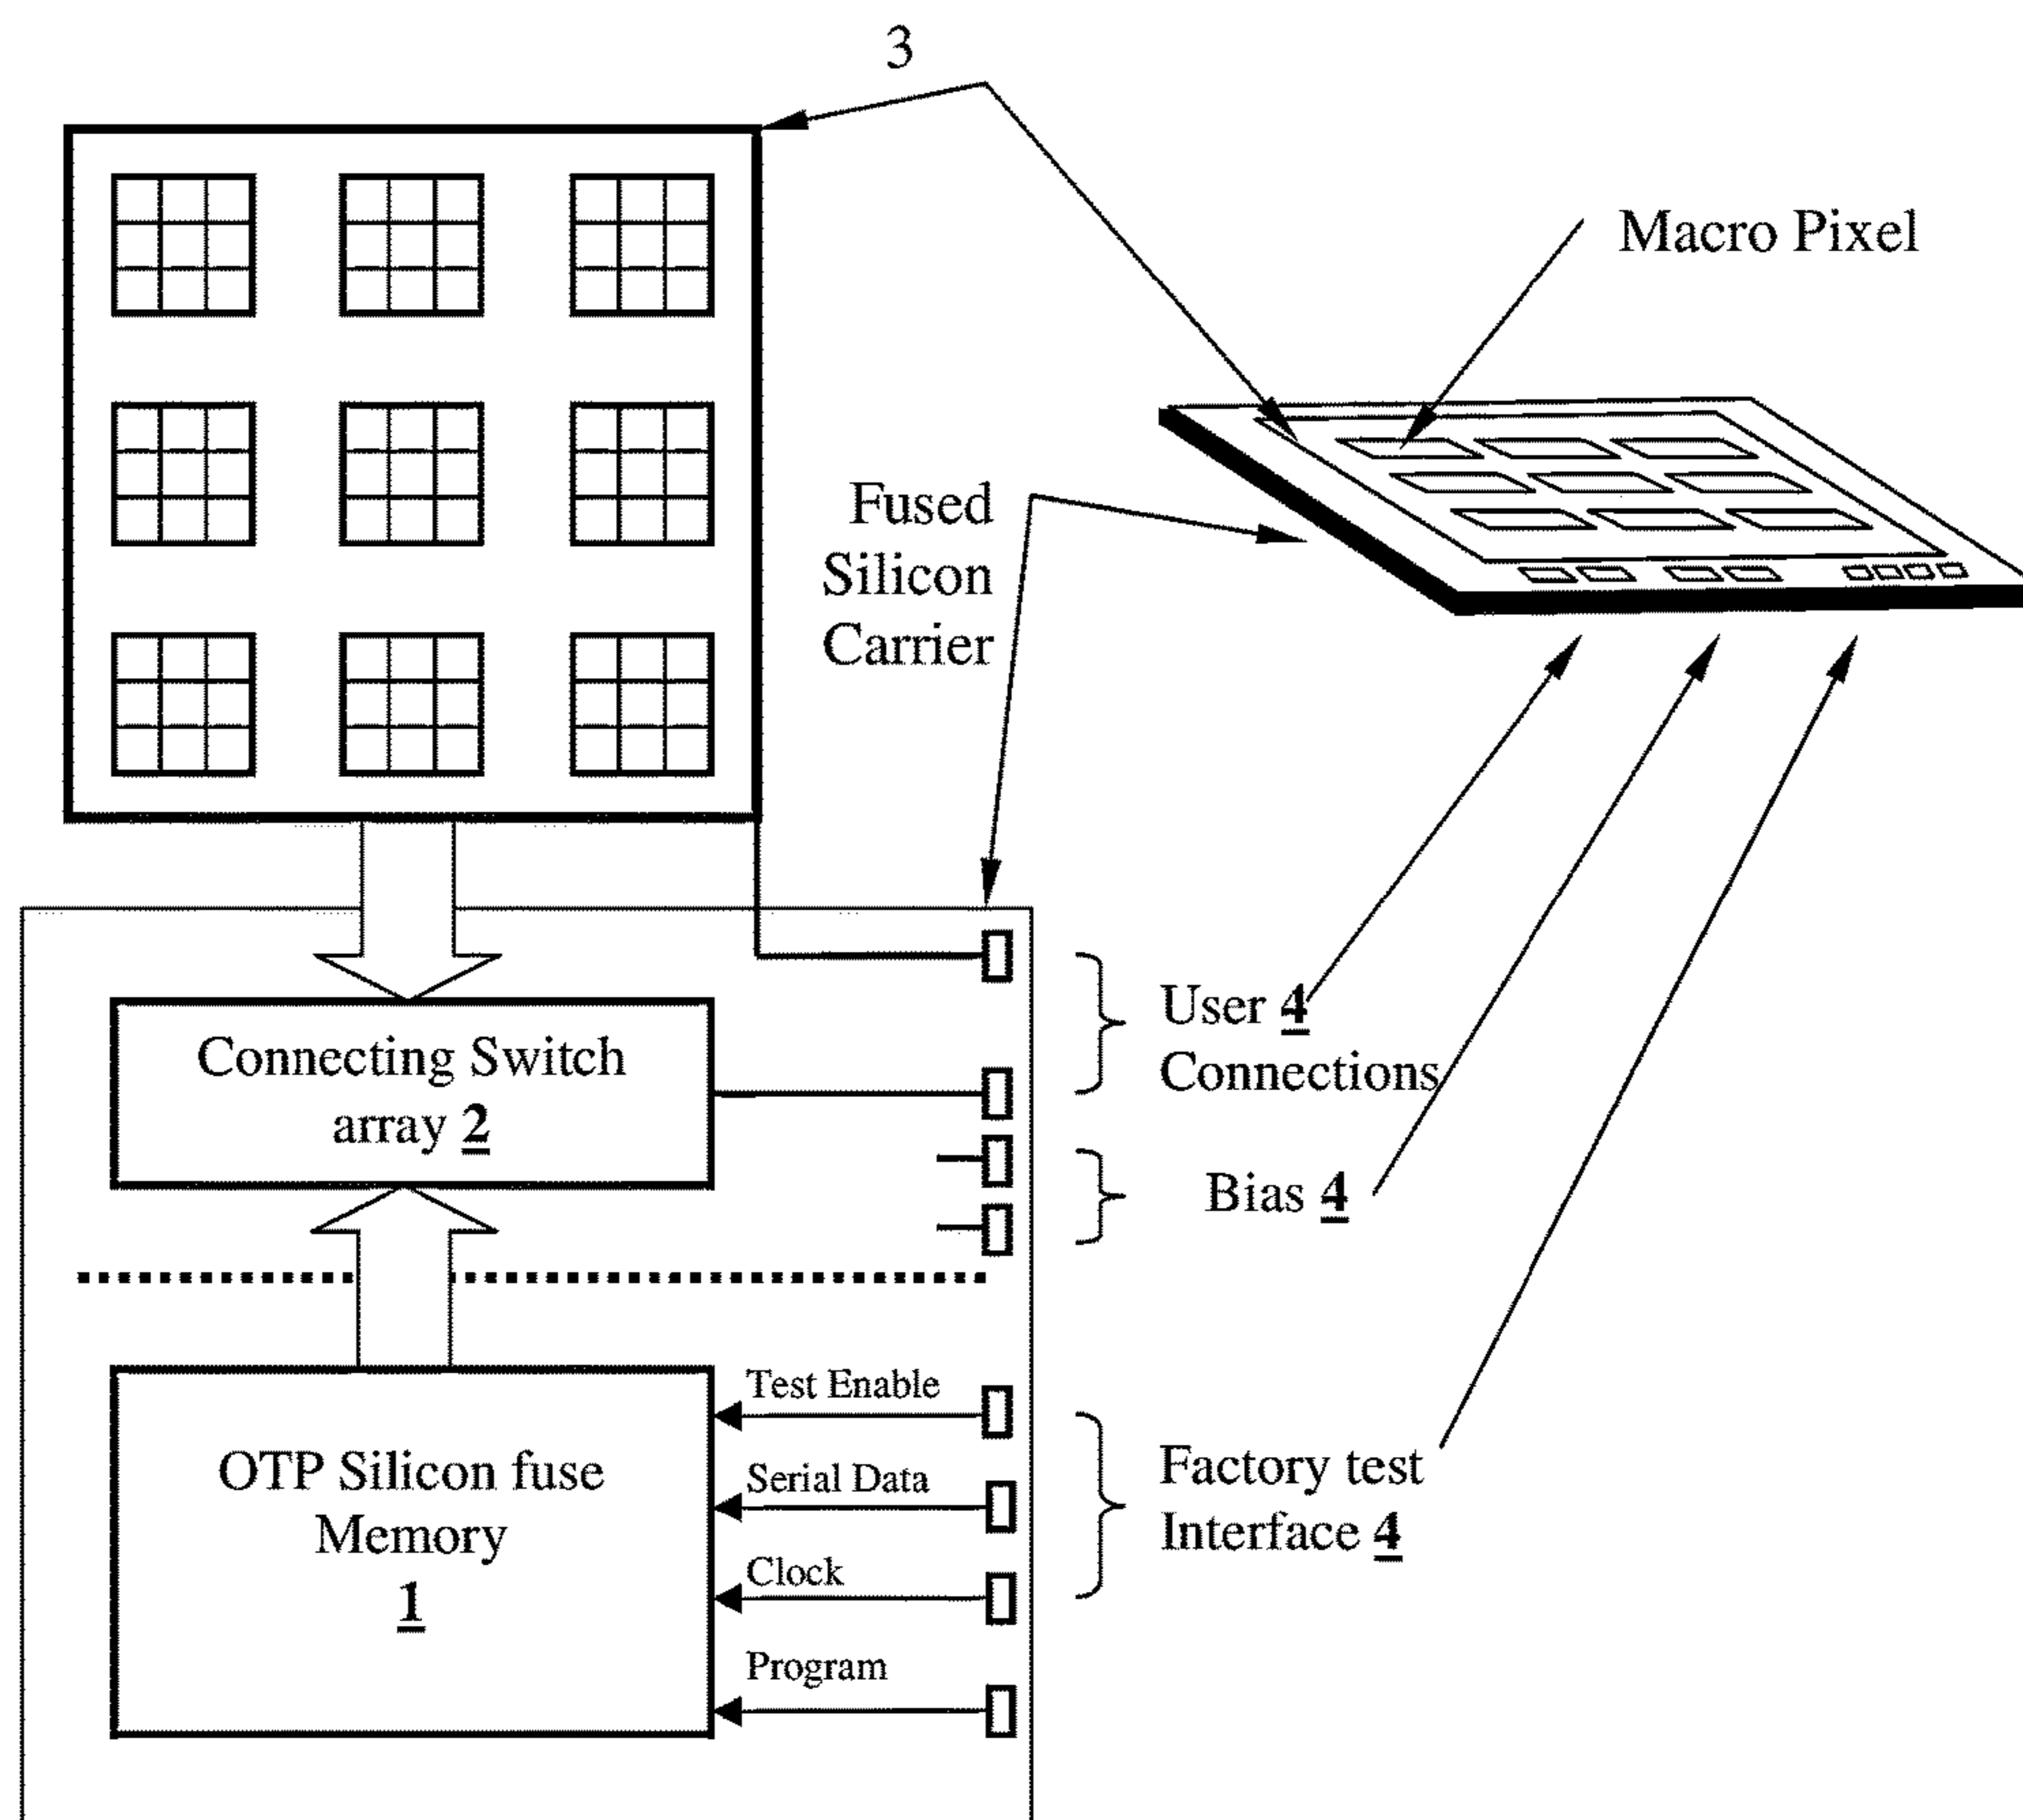 3
Macro Pixel
Fused
Silicon
Carrier
Connecting Switch
array 2
User 4
Connections
Bias 4
OTP Silicon fuse
Memory
1
Test Enable
Serial Data
Clock
Program
Factory test
Interface 4